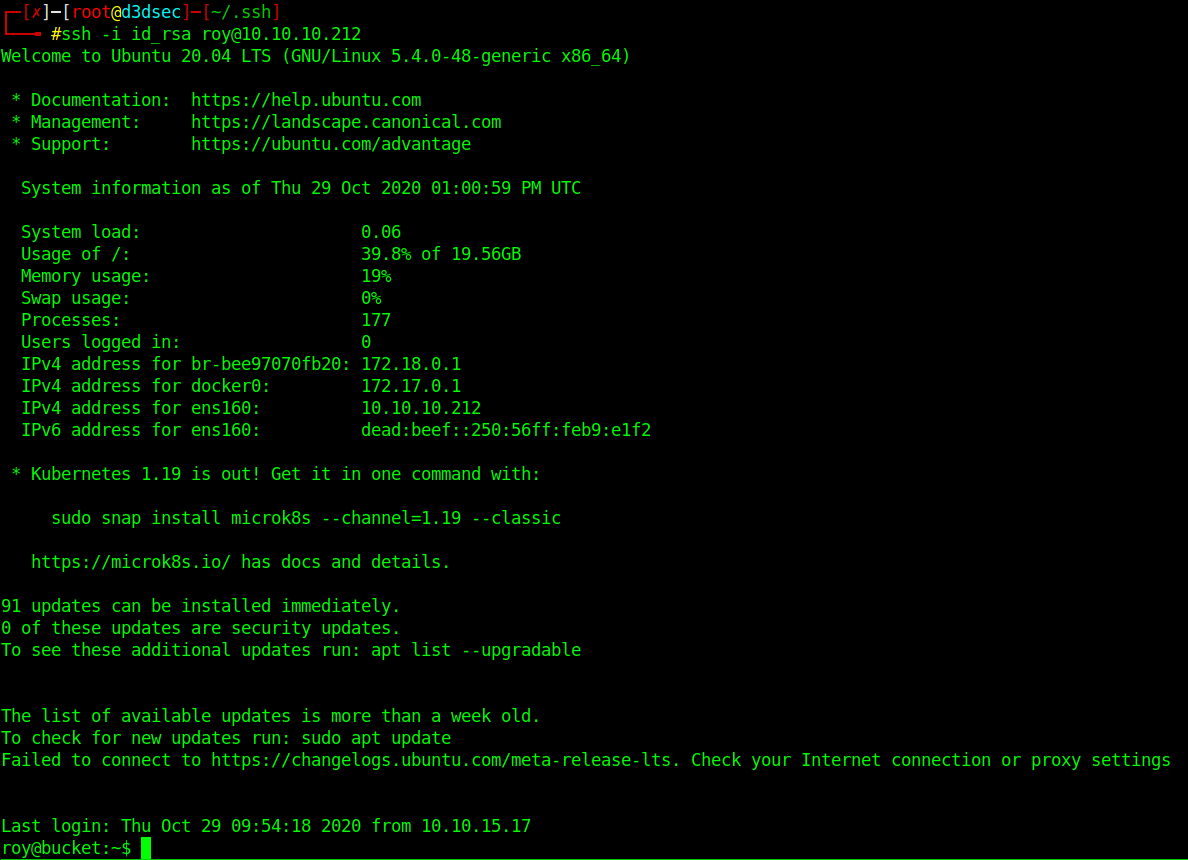 ┌─[✗]─[root@d3dsec]─[~/.ssh]
└──╼ #ssh -i id_rsa roy@10.10.10.212
Welcome to Ubuntu 20.04 LTS (GNU/Linux 5.4.0-48-generic x86_64)

 * Documentation:  https://help.ubuntu.com
 * Management:     https://landscape.canonical.com
 * Support:        https://ubuntu.com/advantage

  System information as of Thu 29 Oct 2020 01:00:59 PM UTC

  System load:                      0.06
  Usage of /:                       39.8% of 19.56GB
  Memory usage:                     19%
  Swap usage:                       0%
  Processes:                        177
  Users logged in:                  0
  IPv4 address for br-bee97070fb20: 172.18.0.1
  IPv4 address for docker0:         172.17.0.1
  IPv4 address for ens160:          10.10.10.212
  IPv6 address for ens160:          dead:beef::250:56ff:feb9:e1f2

 * Kubernetes 1.19 is out! Get it in one command with:

     sudo snap install microk8s --channel=1.19 --classic

   https://microk8s.io/ has docs and details.

91 updates can be installed immediately.
0 of these updates are security updates.
To see these additional updates run: apt list --upgradable


The list of available updates is more than a week old.
To check for new updates run: sudo apt update
Failed to connect to https://changelogs.ubuntu.com/meta-release-lts. Check your Internet connection or proxy settings


Last login: Thu Oct 29 09:54:18 2020 from 10.10.15.17
roy@bucket:~$